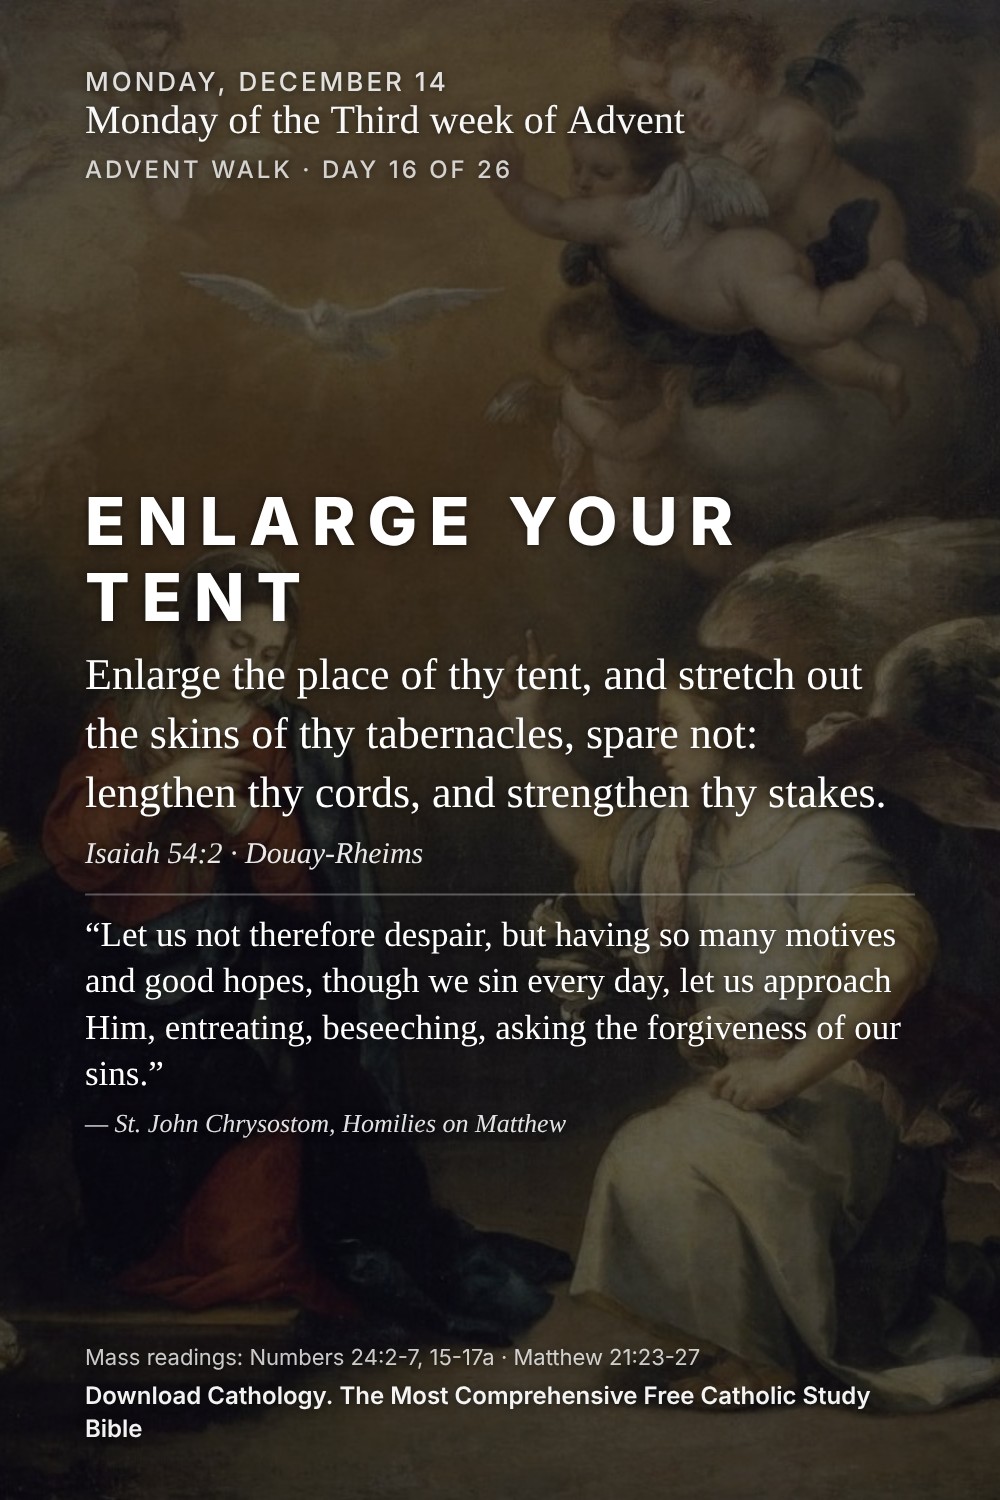 MONDAY, DECEMBER 14
Monday of the Third week of Advent
ADVENT WALK · DAY 16 OF 26
ENLARGE YOUR
TENT
Enlarge the place of thy tent, and stretch out
the skins of thy tabernacles, spare not:
lengthen thy cords, and strengthen thy stakes.
Isaiah 54:2 · Douay-Rheims
“Let us not therefore despair, but having so many motives
and good hopes, though we sin every day, let us approach
Him, entreating, beseeching, asking the forgiveness of our
sins.”
— St. John Chrysostom, Homilies on Matthew
Mass readings: Numbers 24:2-7, 15-17a · Matthew 21:23-27
Download Cathology. The Most Comprehensive Free Catholic Study
Bible